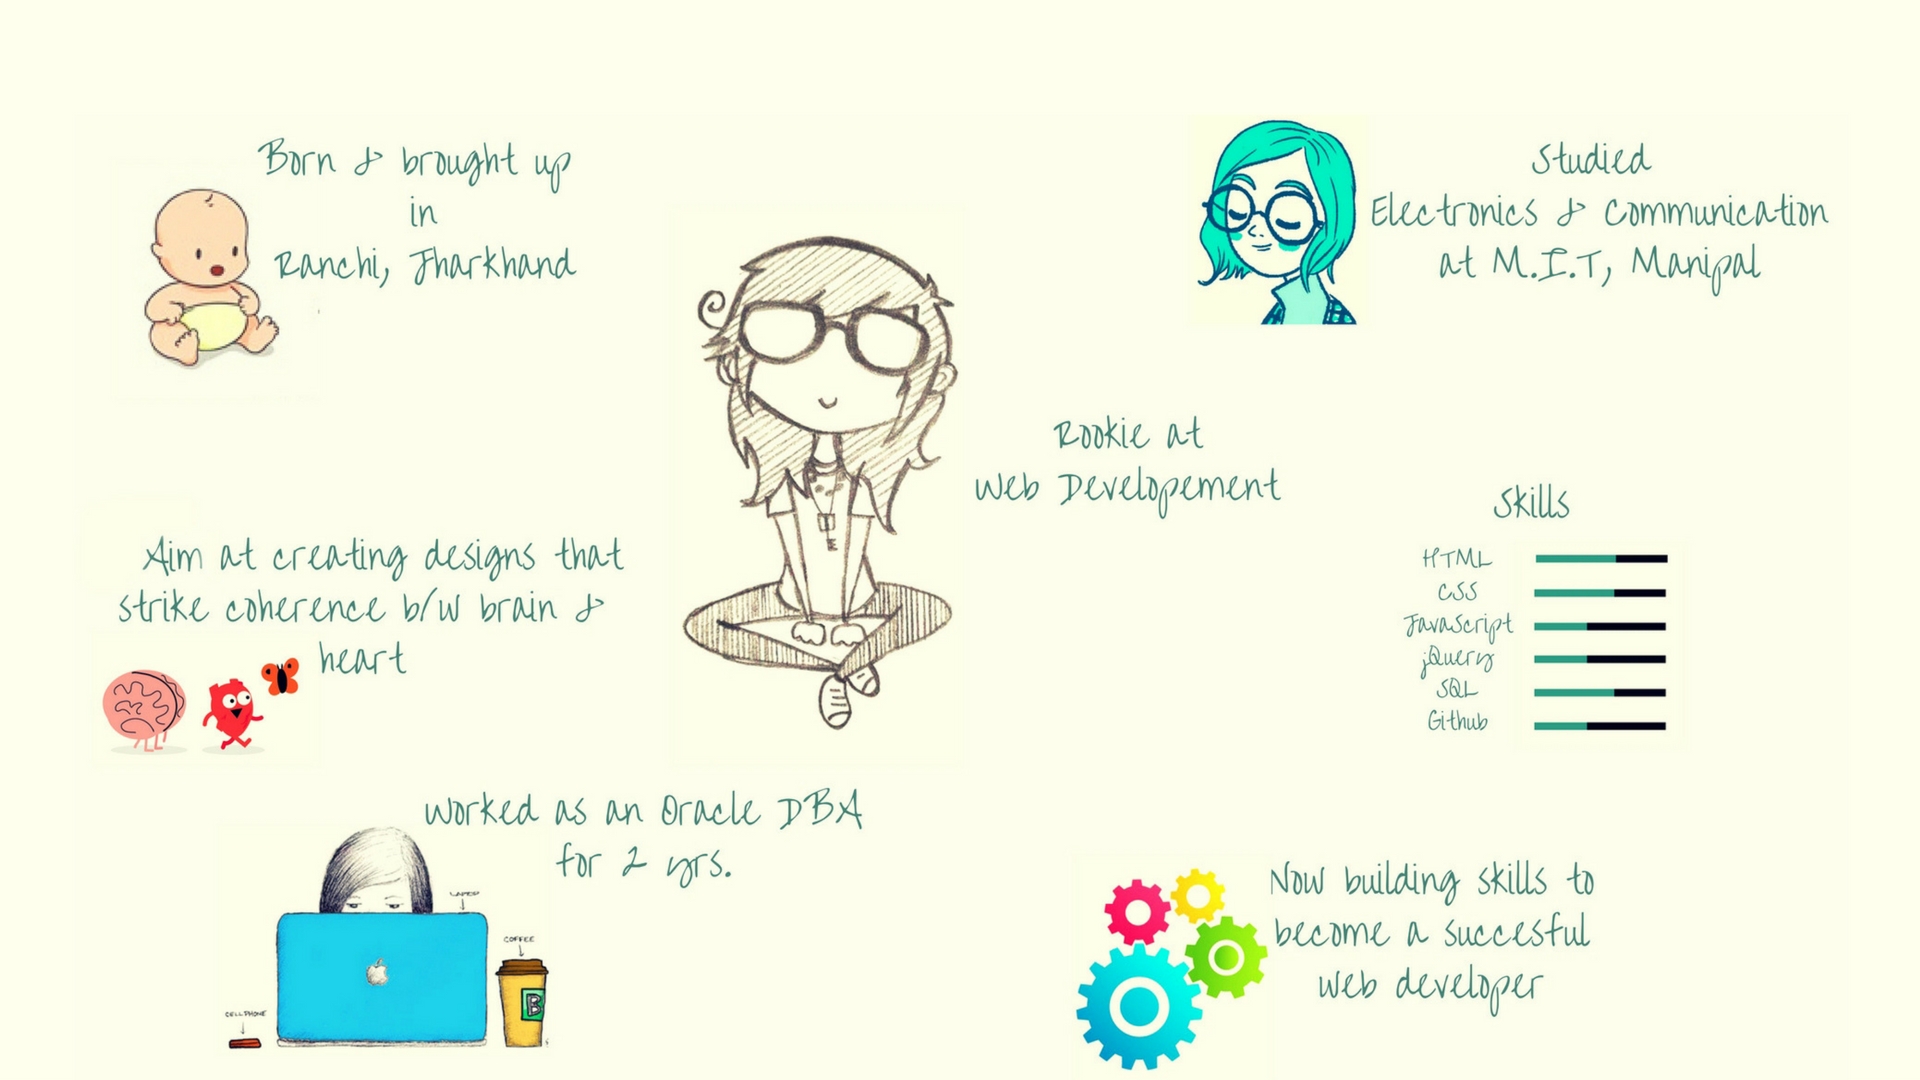 Born & brought up
in
Ranchi, Jharkhand
Studied
Electronics & Communication
at M.I.T, Manipal
Rookie at
Web Developement
Aim at creating designs that
strike coherence b/w brain &
heart
Skills
HTML
CSS
JavaScript
jQuery
SQL
Github
Worked as an Oracle DBA
for 2 yrs.
LAPTOP
COFFEE
B
CELLPHONE
Now building skills to
become a succesful
web developer